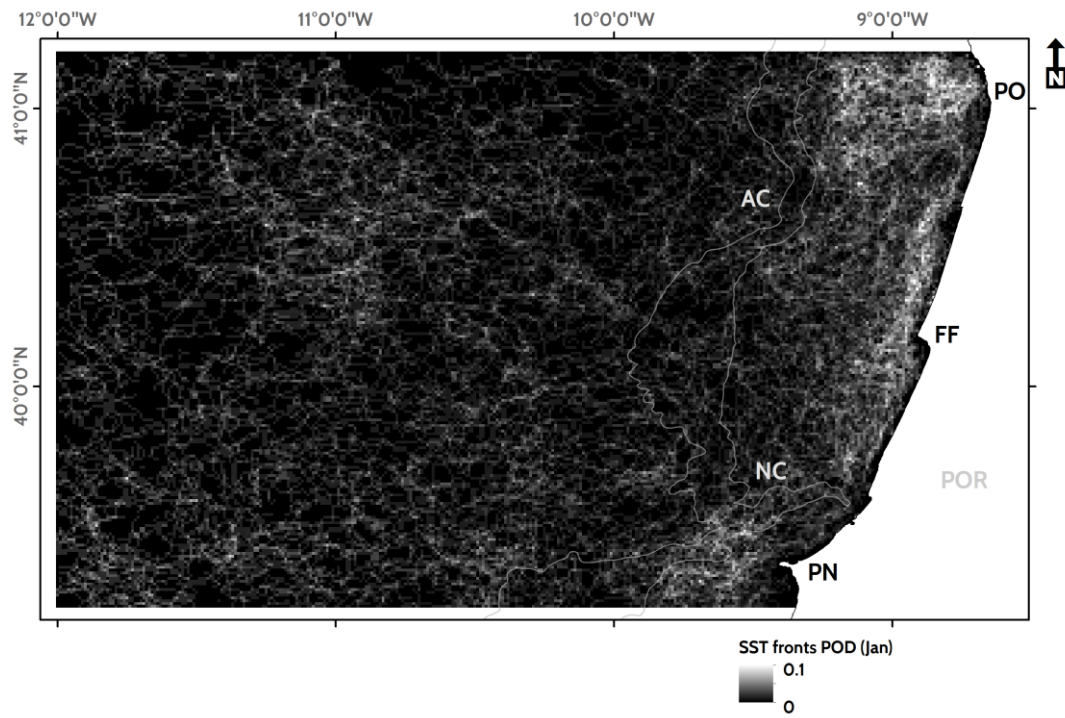 12°0'0"W 11°0'0"W 10°0'0"W 9°0'0"W
N
41°0'0"N
PO
AC
FF
40°0'0"N
NC
POR
PN
SST fronts POD (Jan)
0.1
0